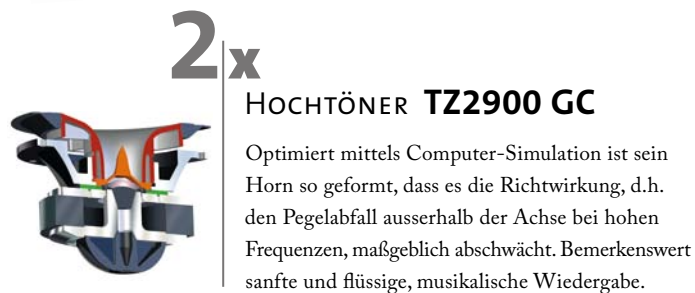 2x
Hochtöner TZ2900 GC
Optimiert mittels Computer-Simulation ist sein
Horn so geformt, dass es die Richtwirkung, d.h.
den Pegelabfall ausserhalb der Achse bei hohen
Frequenzen, maßgeblich abschwächt. Bemerkenswert
sanfte und flüssige, musikalische Wiedergabe.